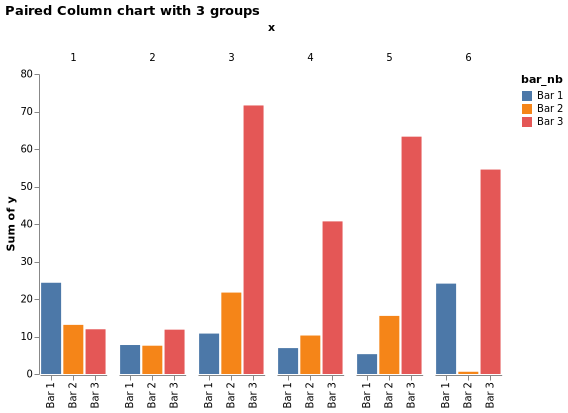 Paired Column chart with 3 groups
x
1 2 3 4 5 6
80
70
60
50
40
30
20
10
0
Sum of y
Bar 1 Bar 2 Bar 3 Bar 1 Bar 2 Bar 3 Bar 1 Bar 2 Bar 3 Bar 1 Bar 2 Bar 3 Bar 1 Bar 2 Bar 3 Bar 1 Bar 2 Bar 3
bar_nb
Bar 1
Bar 2
Bar 3